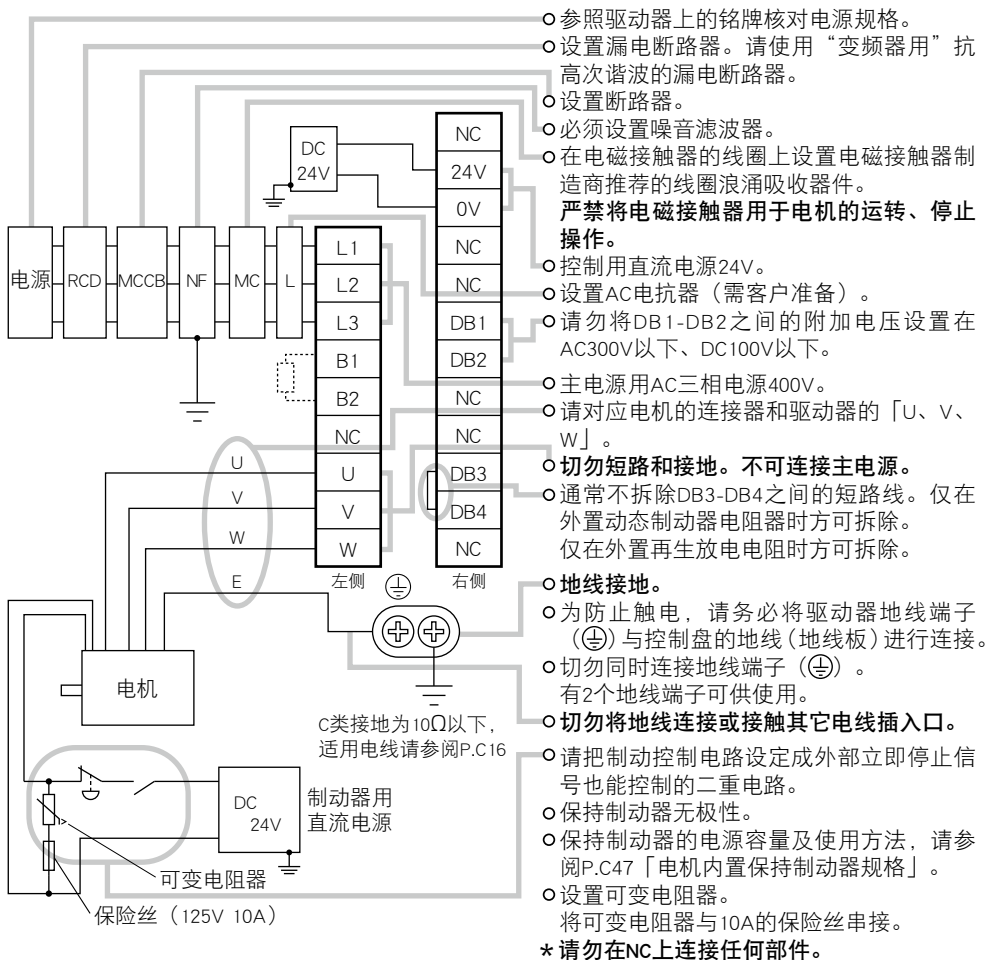 参照驱动器上的铭牌核对电源规格。
设置漏电断路器。请使用“变频器用”抗
高次谐波的漏电断路器。
设置断路器。
必须设置噪音滤波器。
在电磁接触器的线圈上设置电磁接触器制
造商推荐的线圈浪涌吸收器件。
严禁将电磁接触器用于电机的运转、停止
操作。
控制用直流电源24V。
设置AC电抗器（需客户准备）。
请勿将DB1-DB2之间的附加电压设置在
AC300V以下、DC100V以下。
主电源用AC三相电源400V。
请对应电机的连接器和驱动器的「U、V、
W」。
切勿短路和接地。不可连接主电源。
通常不拆除DB3-DB4之间的短路线。仅在
外置动态制动器电阻器时方可拆除。
仅在外置再生放电电阻时方可拆除。
地线接地。
为防止触电，请务必将驱动器地线端子
（⏚）与控制盘的地线（地线板）进行连接。
切勿同时连接地线端子（⏚）。
有2个地线端子可供使用。
切勿将地线连接或接触其它电线插入口。
请把制动控制电路设定成外部立即停止信
号也能控制的二重电路。
保持制动器无极性。
保持制动器的电源容量及使用方法，请参
阅P.C47「电机内置保持制动器规格」。
设置可变电阻器。
将可变电阻器与10A的保险丝串接。
*请勿在NC上连接任何部件。
DC
24V
NC
24V
0V
NC
NC
DB1
DB2
NC
NC
DB3
DB4
NC
右侧
电源
RCD
MCCB
NF
MC
L
L1
L2
L3
B1
B2
NC
U
V
W
左侧
U
V
W
E
电机
C类接地为10Ω以下，
适用电线请参阅P.C16
DC
24V
制动器用
直流电源
可变电阻器
保险丝（125V 10A）